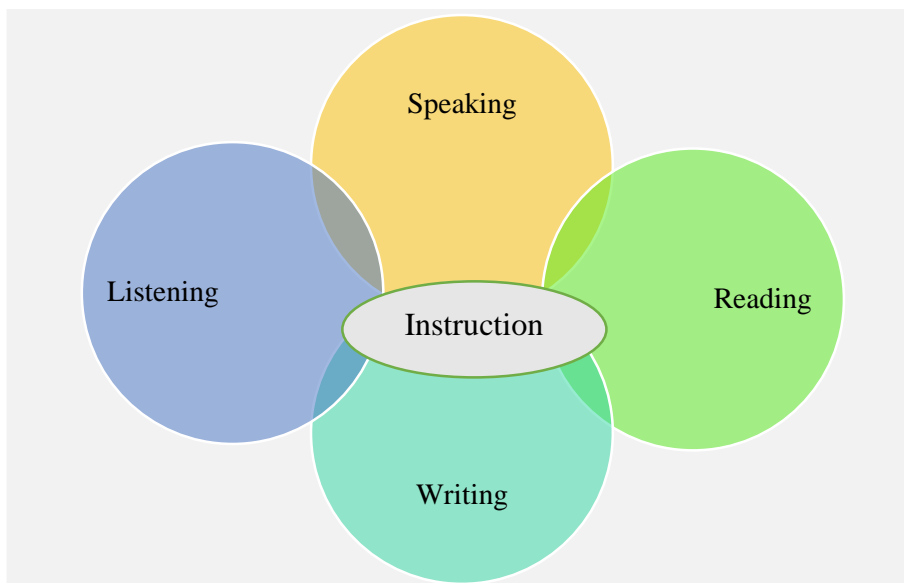 Speaking
Listening
Reading
Instruction
Writing